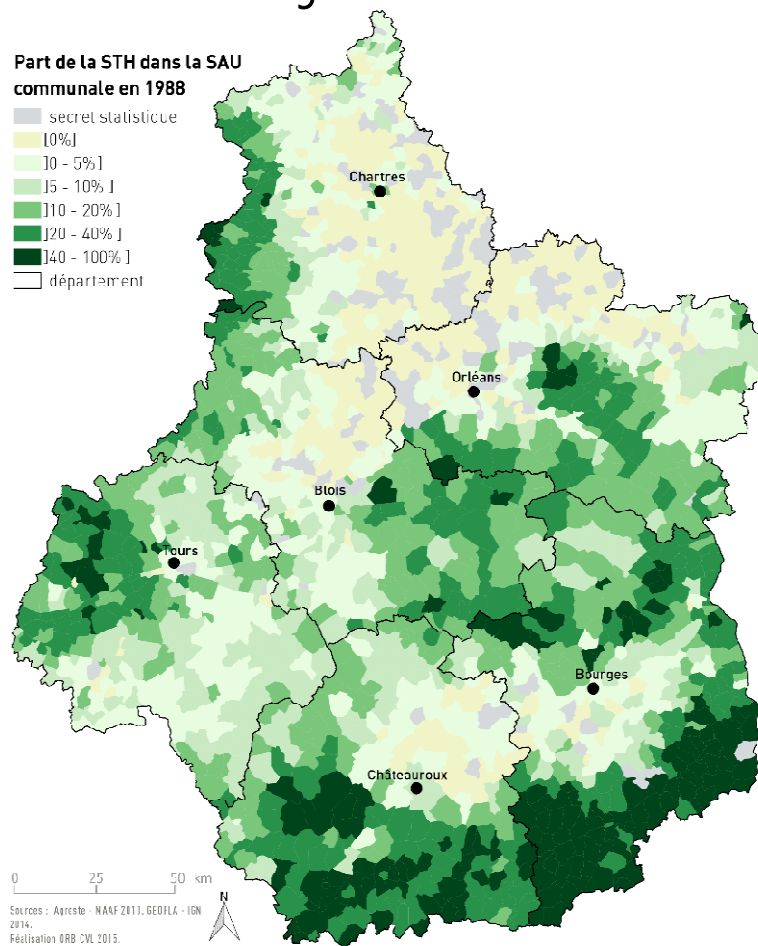 Part de la STH dans la SAU
communale en 1988
secret statistique
[0%]
]0 - 5%]
]5 - 10% ]
]10 - 20%]
]20 - 40% ]
]40 - 100% ]
département
Chartres
Orléans
Blois
Tours
Bourges
Châteauroux
0 25 50 km
N
Sources : Agreste - MAAF 2011, GEOFLA - IGN
2014.
Réalisation ORB CVL 2015.